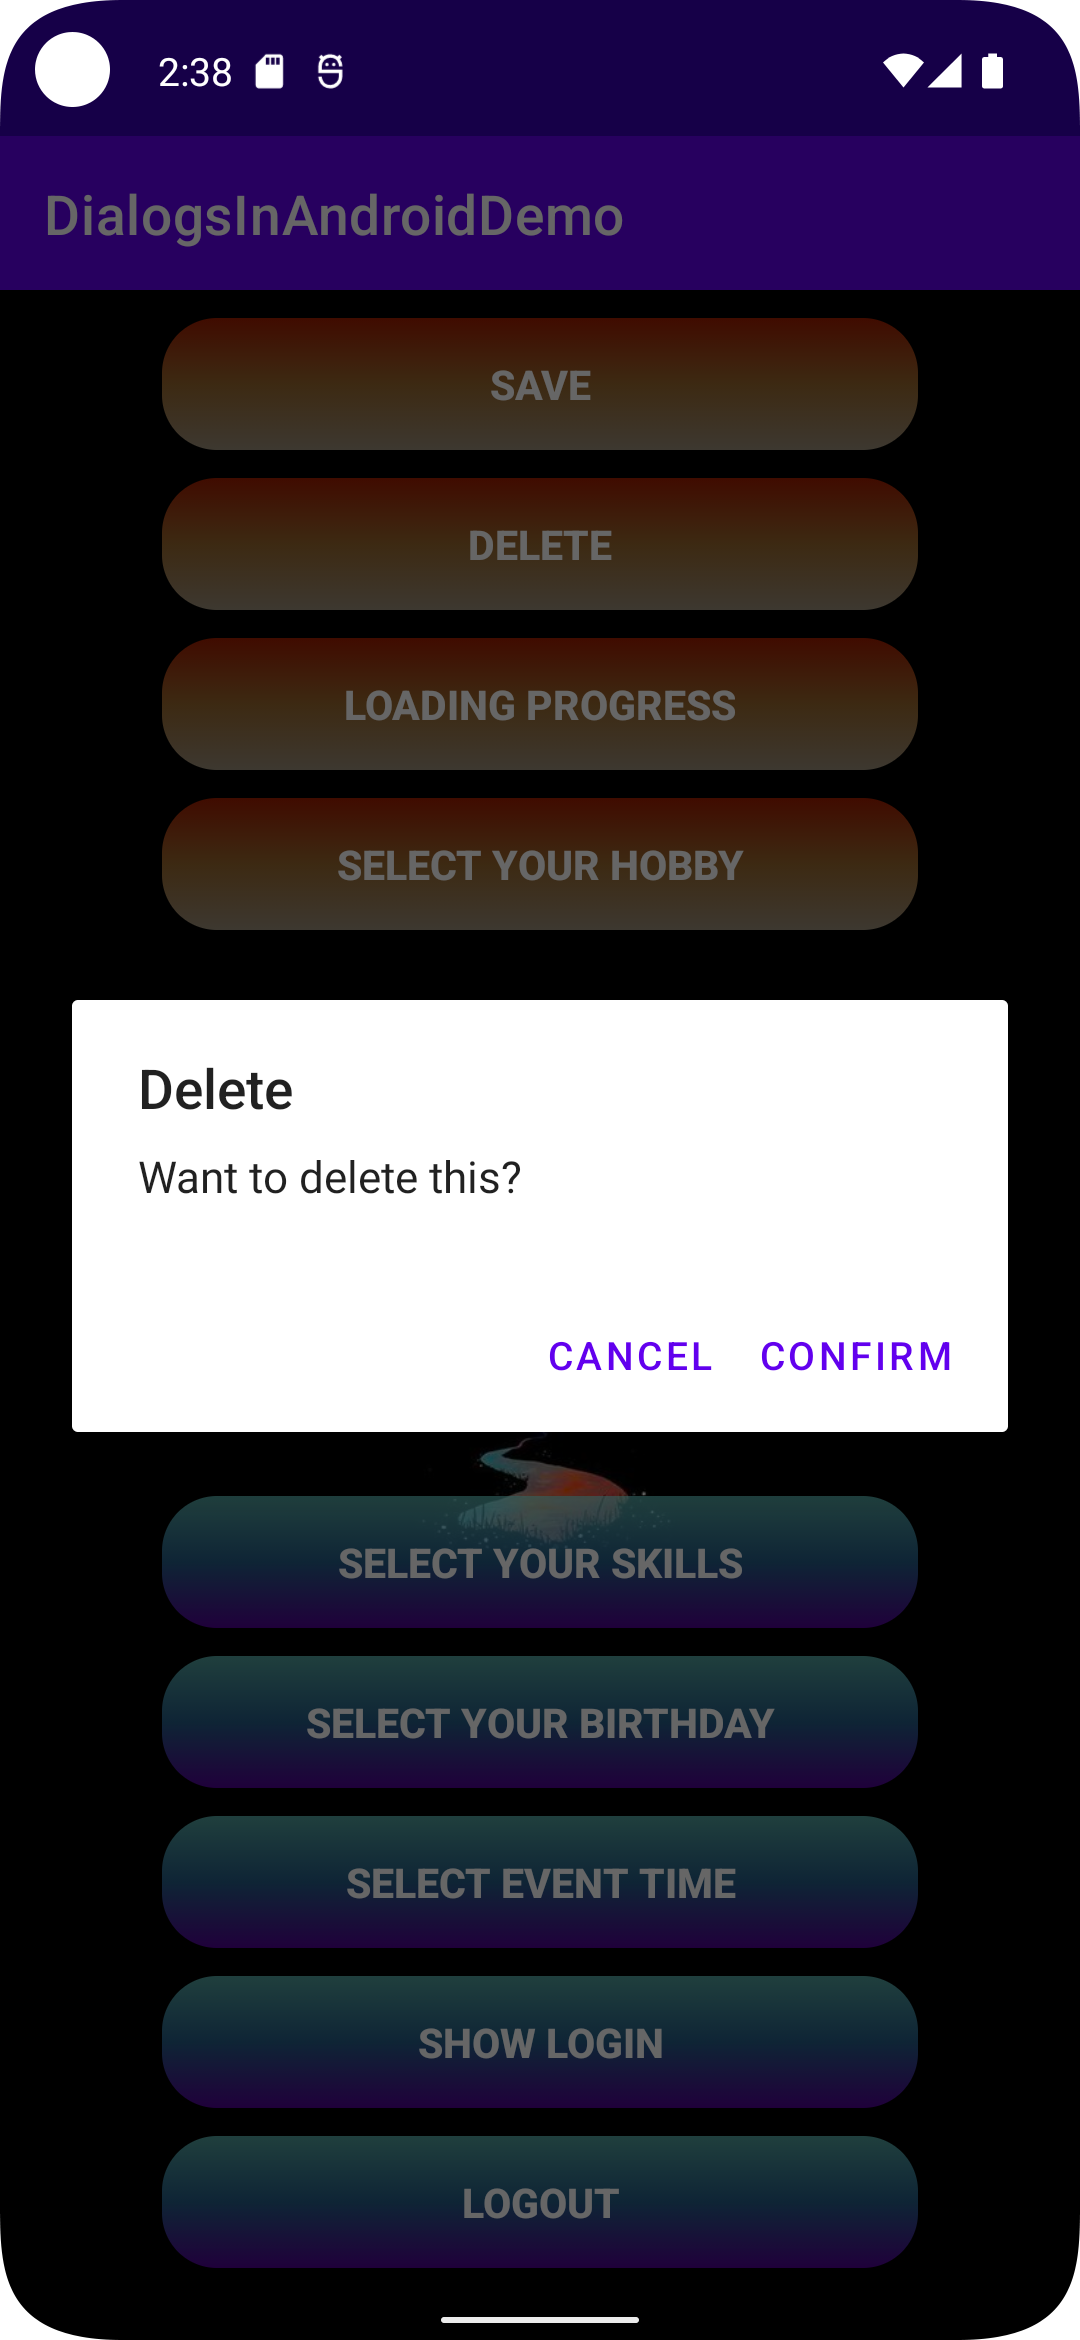 2:38
DialogsInAndroidDemo
SAVE
DELETE
LOADING PROGRESS
SELECT YOUR HOBBY
Delete
Want to delete this?
CANCEL CONFIRM
SELECT YOUR SKILLS
SELECT YOUR BIRTHDAY
SELECT EVENT TIME
SHOW LOGIN
LOGOUT